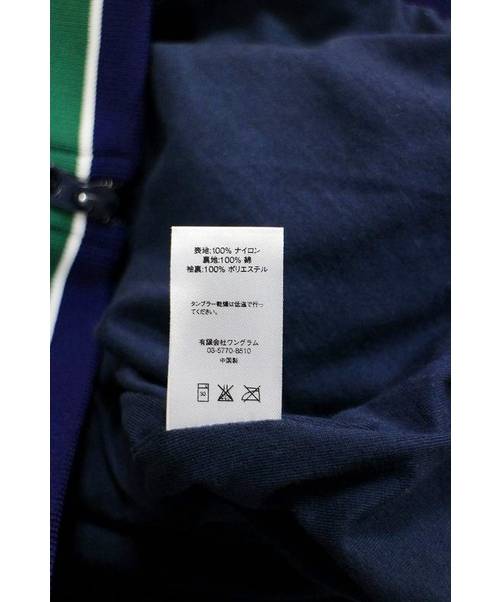 表地:100% ナイロン
裏地:100% 綿
袖裏:100% ポリエステル
タンブラー乾燥は低温で行っ
てください。
有限会社ワングラム
03-5770-8810
中国製
30